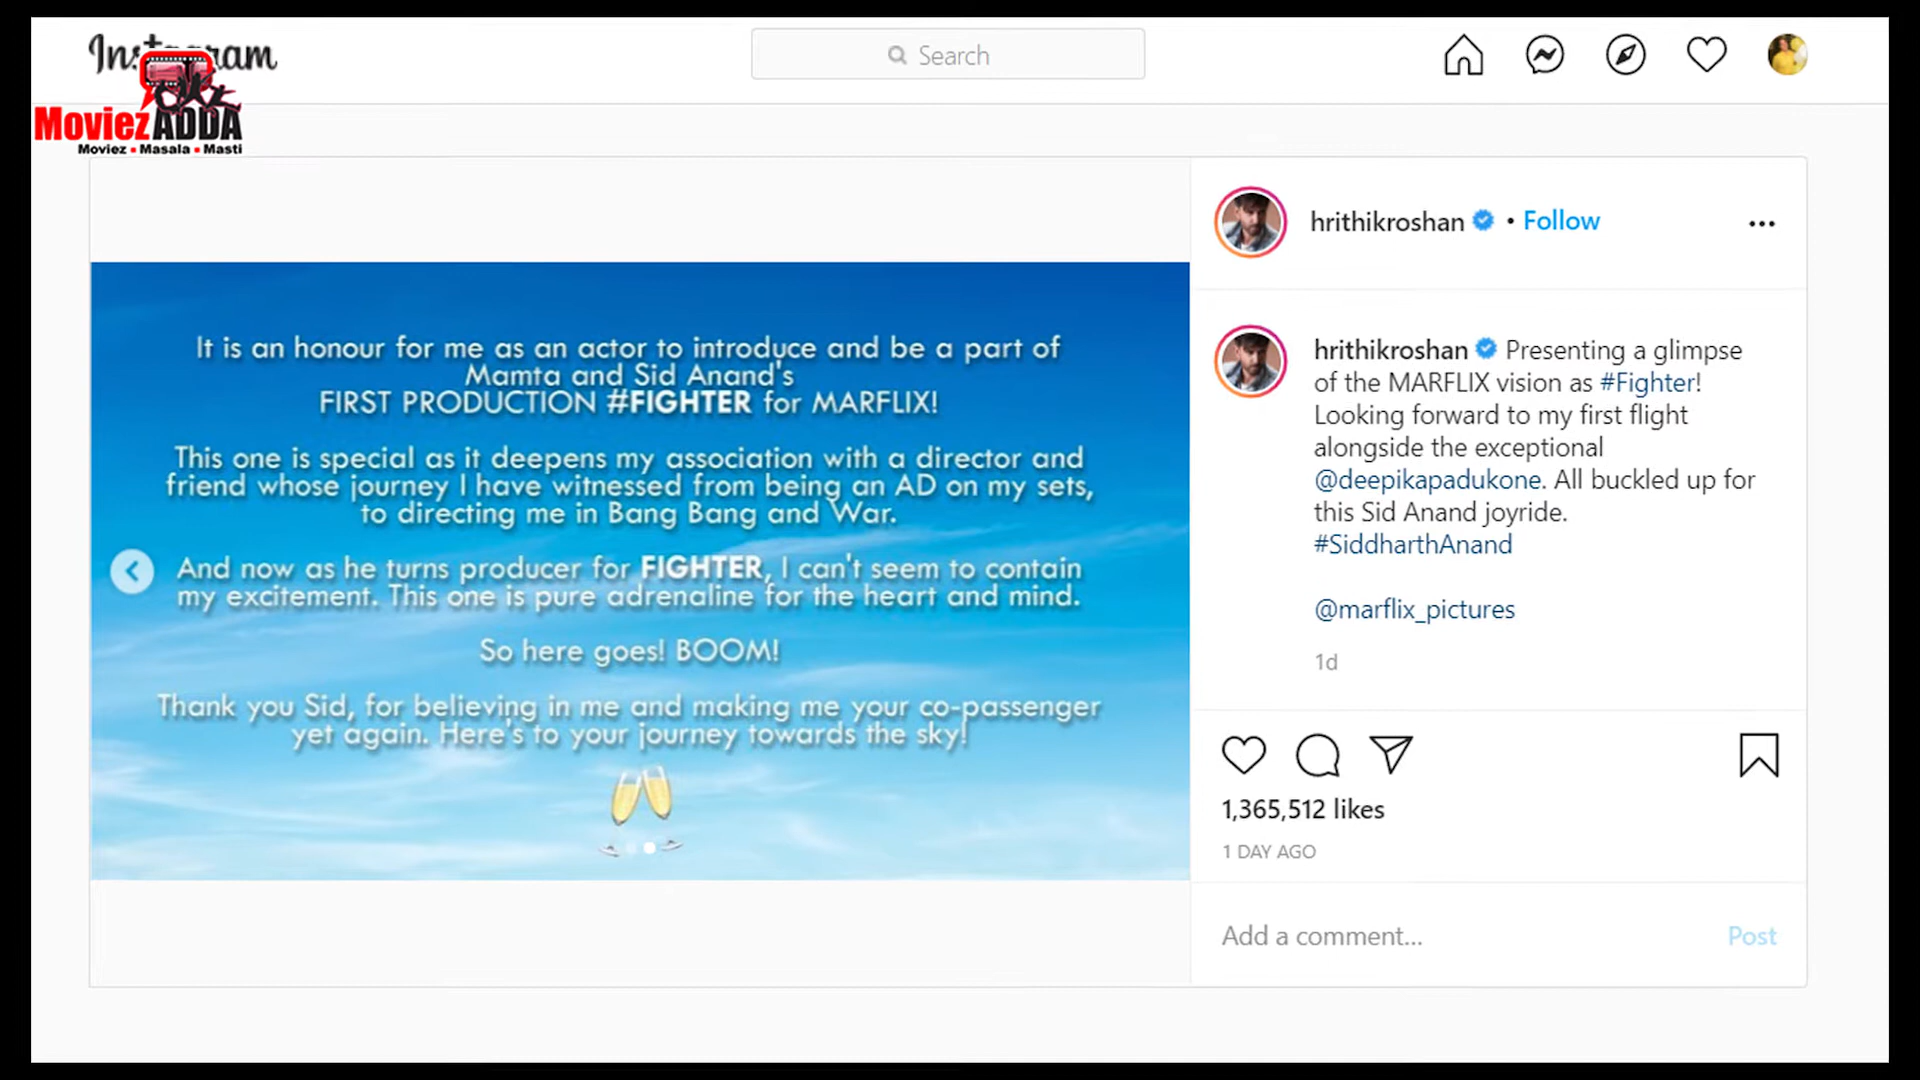 Instagram
MoviezADDA
Moviez • Masala • Masti
Search
It is an honour for me as an actor to introduce and be a part of
Mamta and Sid Anand's
FIRST PRODUCTION #FIGHTER for MARFLIX!
This one is special as it deepens my association with a director and
friend whose journey I have witnessed from being an AD on my sets,
to directing me in Bang Bang and War.
And now as he turns producer for FIGHTER, I can't seem to contain
my excitement. This one is pure adrenaline for the heart and mind.
So here goes! BOOM!
Thank you Sid, for believing in me and making me your co-passenger
yet again. Here's to your journey towards the sky!
hrithikroshan • Follow
hrithikroshan Presenting a glimpse
of the MARFLIX vision as #Fighter!
Looking forward to my first flight
alongside the exceptional
@deepikapadukone. All buckled up for
this Sid Anand joyride.
#SiddharthAnand
@marflix_pictures
1d
1,365,512 likes
1 DAY AGO
Add a comment...
Post